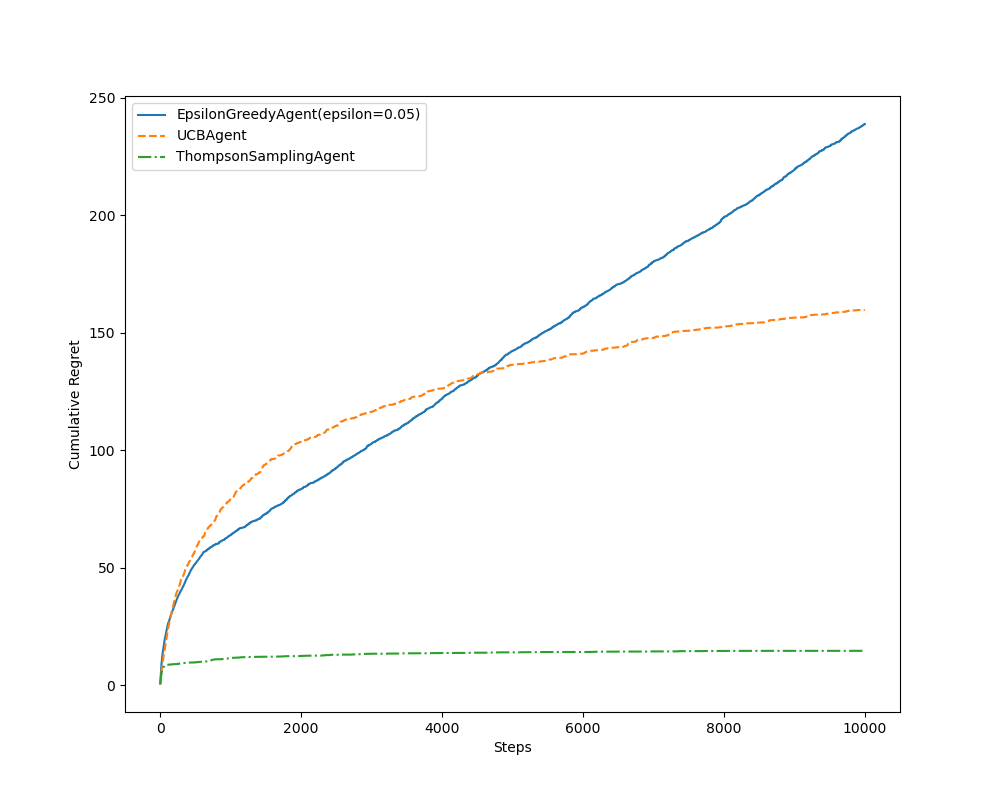 EpsilonGreedyAgent(epsilon=0.05)
UCBAgent
ThompsonSamplingAgent
250
200
150
100
50
0
Cumulative Regret
0 2000 4000 6000 8000 10000
Steps